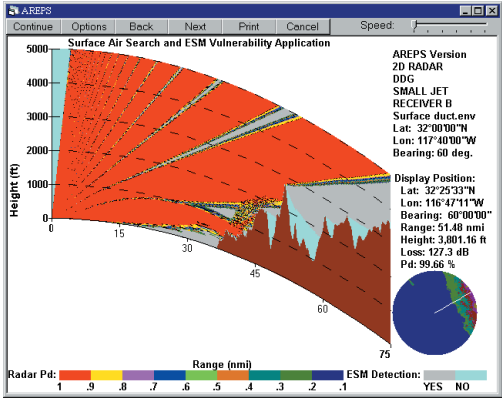 AREPS
Continue Options Back Next Print Cancel Speed:
Surface Air Search and ESM Vulnerability Application
AREPS Version
2D RADAR
DDG
SMALL JET
RECEIVER B
Surface duct.env
Lat: 32°00'00"N
Lon: 117°40'00"W
Bearing: 60 deg.
Display Position:
Lat: 32°25'33"N
Lon: 116°47'11"W
Bearing: 60°00'00"
Range: 51.48 nmi
Height: 3,801.16 ft
Loss: 127.3 dB
Pd: 99.66 %
Height (ft)
5000
4000
3000
2000
1000
0
0
15
30
45
60
75
Range (nmi)
Radar Pd:
1 .9 .8 .7 .6 .5 .4 .3 .2 .1
ESM Detection:
YES NO